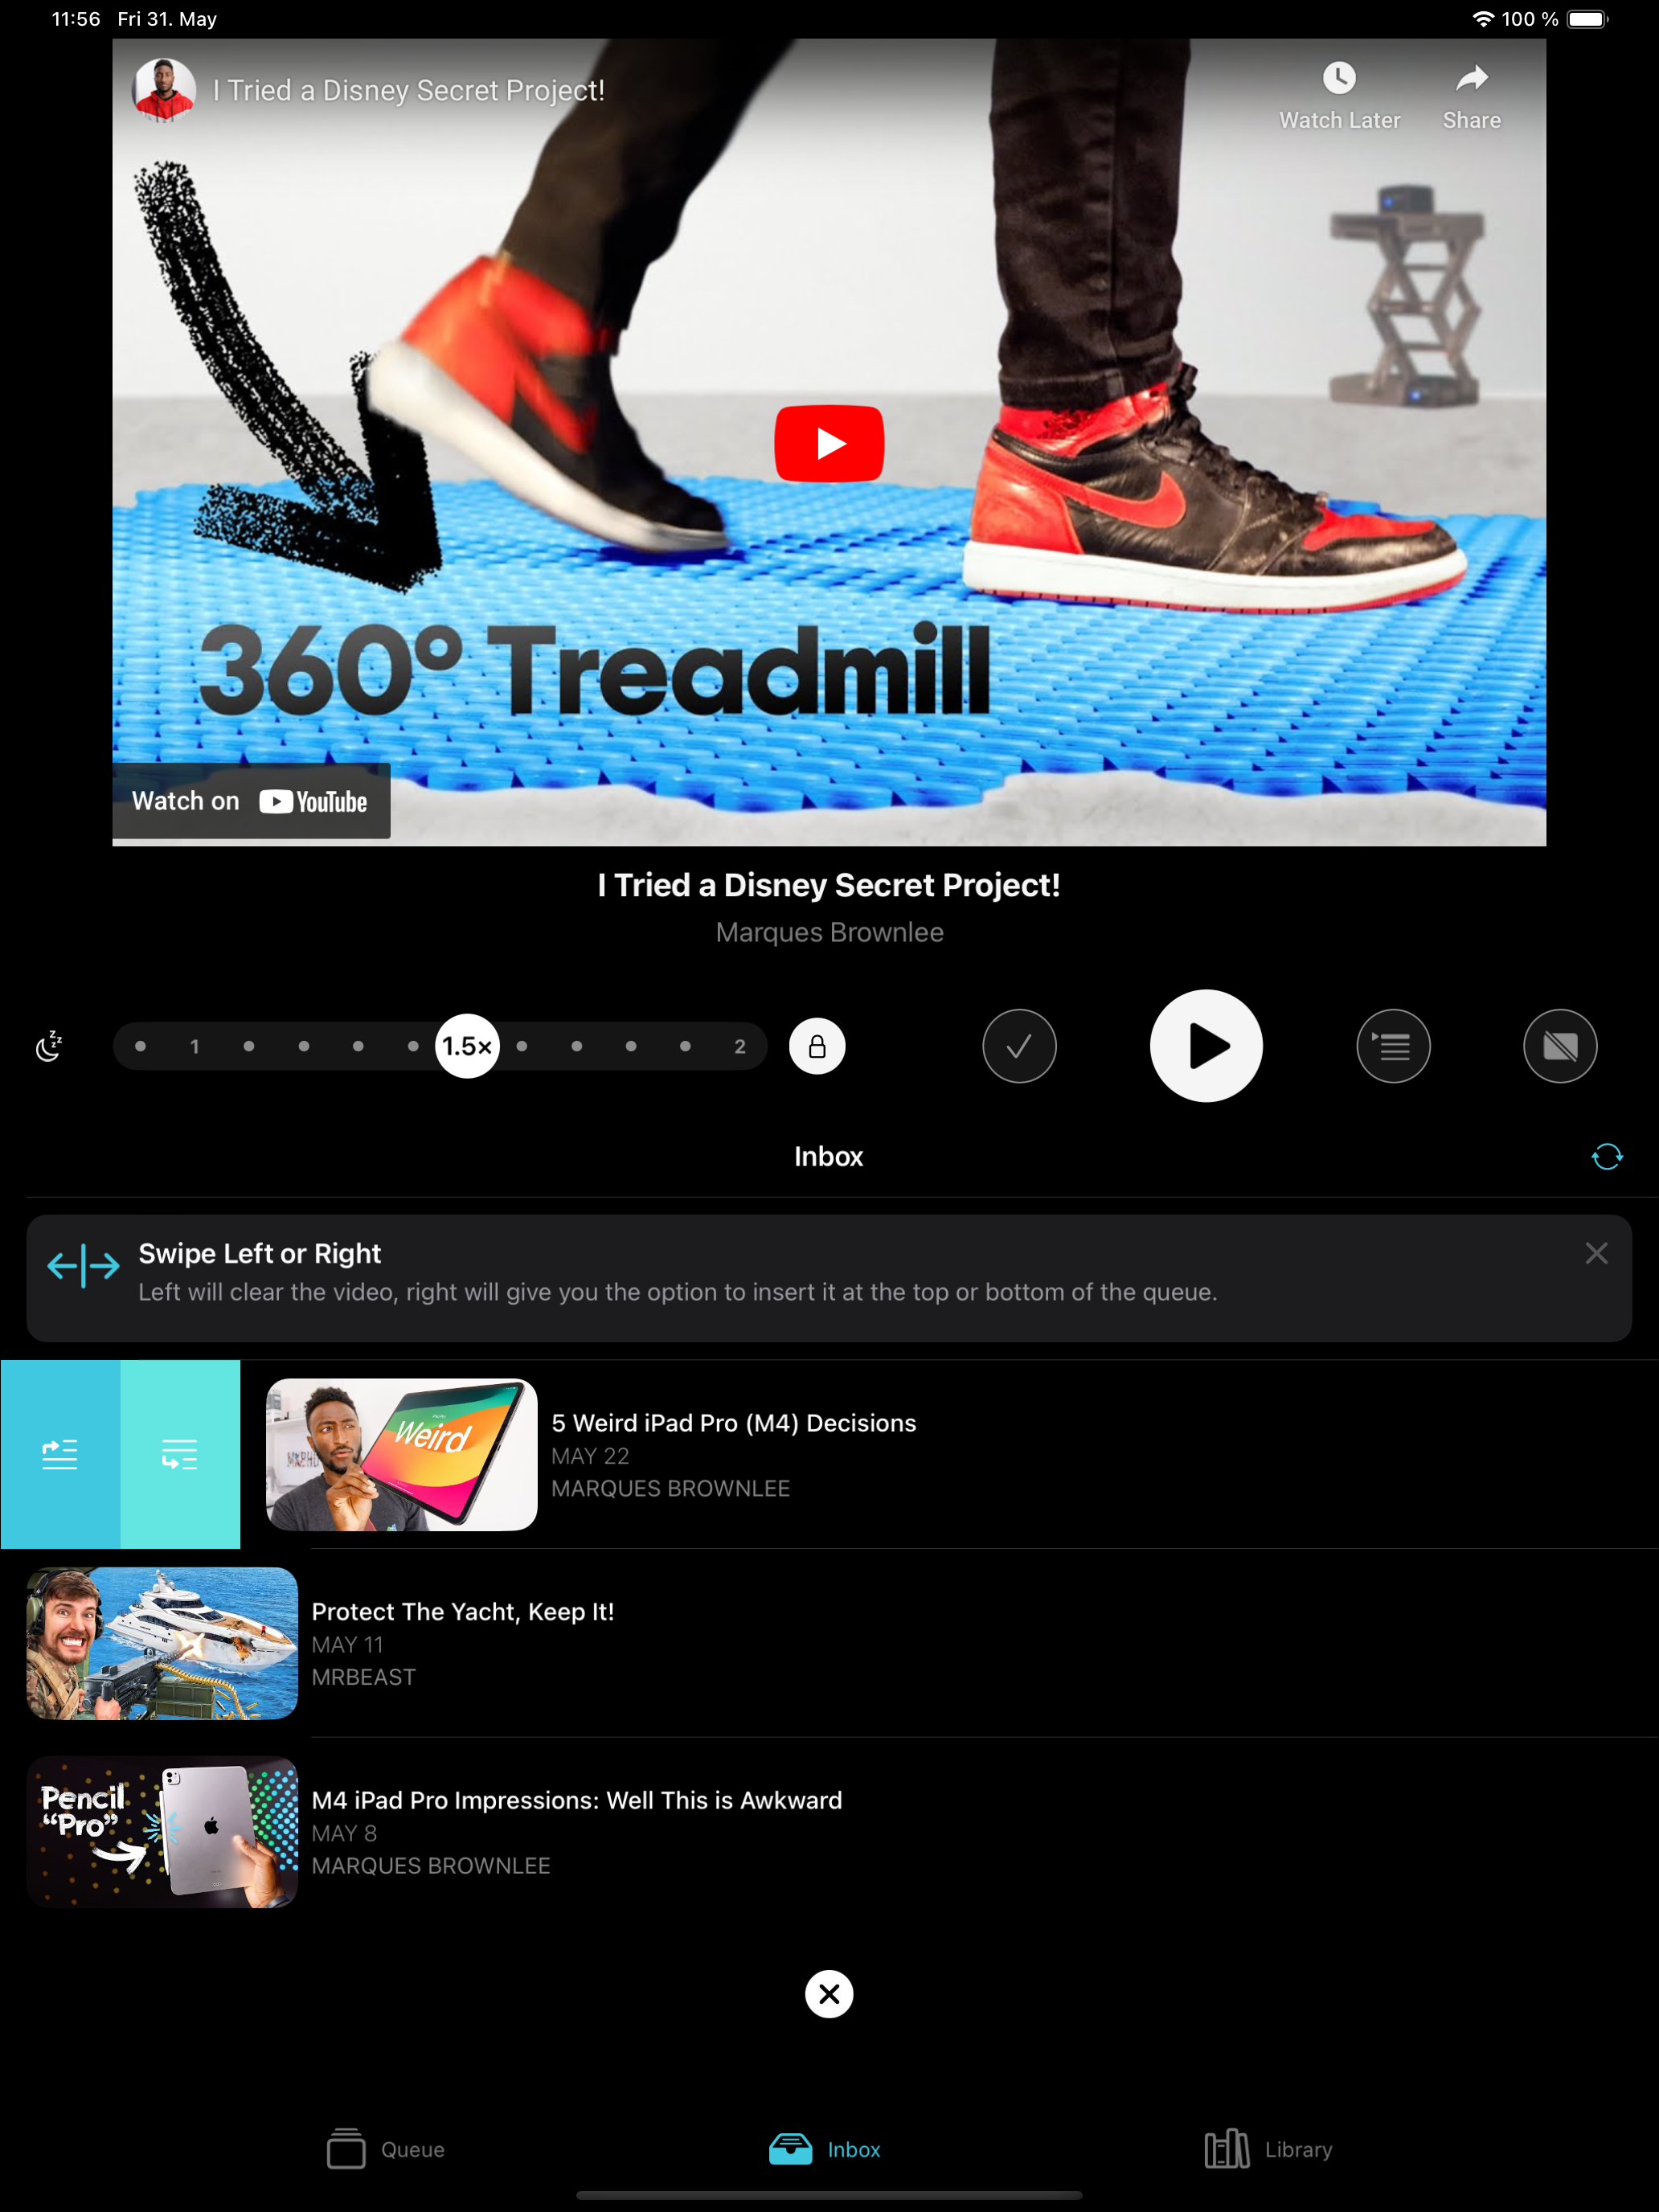 11:56 Fri 31. May
100 %
I Tried a Disney Secret Project!
Watch Later
Share
360° Treadmill
Watch on YouTube
I Tried a Disney Secret Project!
Marques Brownlee
1 1.5× 2
Inbox
Swipe Left or Right
Left will clear the video, right will give you the option to insert it at the top or bottom of the queue.
Weird
5 Weird iPad Pro (M4) Decisions
MAY 22
MARQUES BROWNLEE
Protect The Yacht, Keep It!
MAY 11
MRBEAST
Pencil
“Pro”
M4 iPad Pro Impressions: Well This is Awkward
MAY 8
MARQUES BROWNLEE
Queue
Inbox
Library